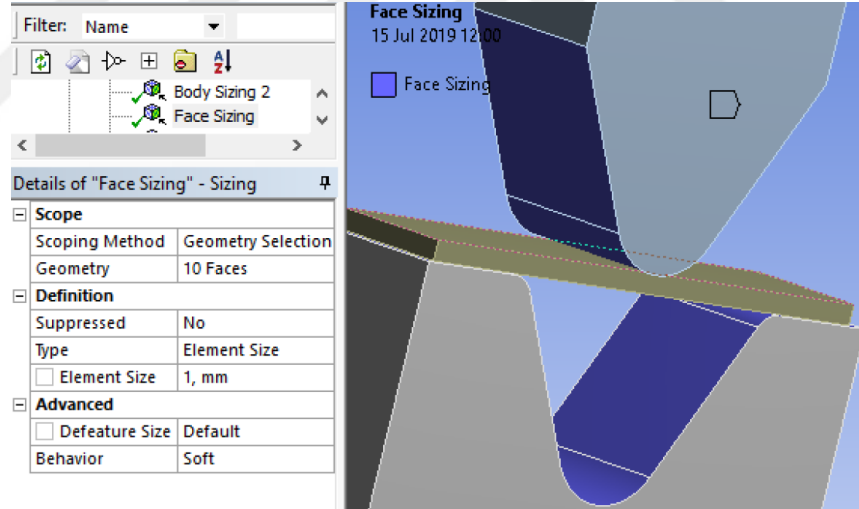 Filter: Name
Body Sizing 2
Face Sizing
Details of "Face Sizing" - Sizing
Scope
Scoping Method Geometry Selection
Geometry 10 Faces
Definition
Suppressed No
Type Element Size
Element Size 1, mm
Advanced
Defeature Size Default
Behavior Soft
Face Sizing
15 Jul 2019 12:00
Face Sizing